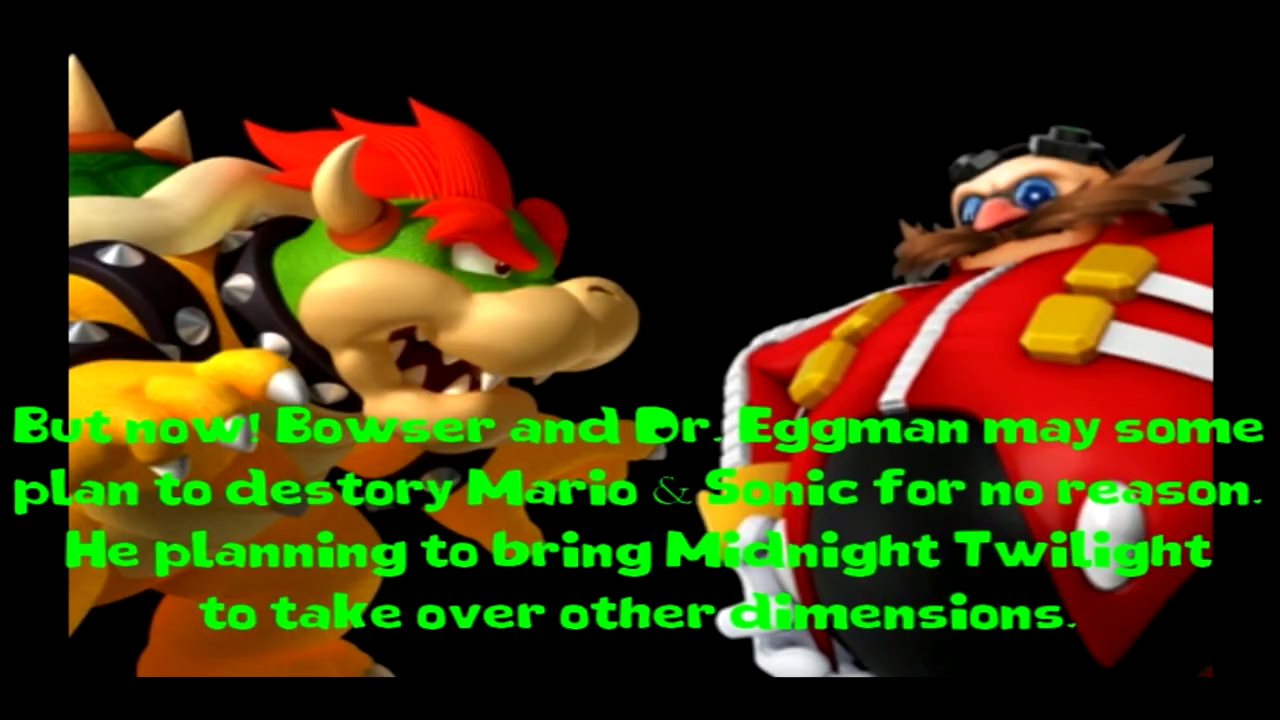 But now! Bowser and Dr. Eggman may some
plan to destory Mario & Sonic for no reason.
He planning to bring Midnight Twilight
to take over other dimensions.